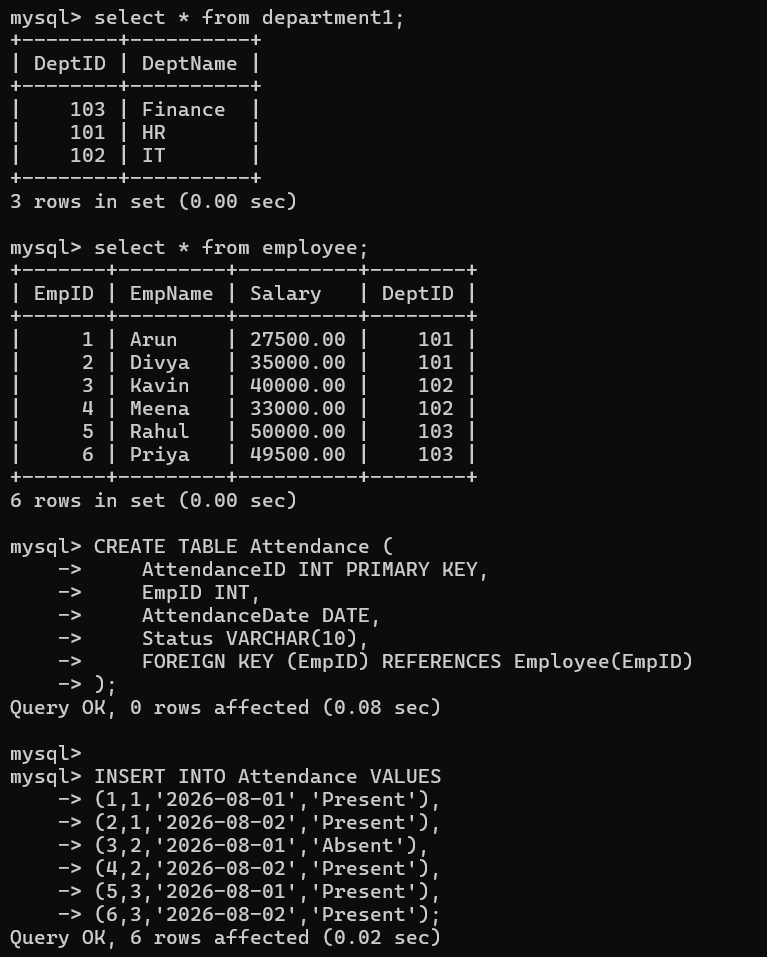 mysql> select * from department1;
+--------+----------+
| DeptID | DeptName |
+--------+----------+
|    103 | Finance  |
|    101 | HR       |
|    102 | IT       |
+--------+----------+
3 rows in set (0.00 sec)

mysql> select * from employee;
+-------+---------+----------+--------+
| EmpID | EmpName | Salary   | DeptID |
+-------+---------+----------+--------+
|     1 | Arun    | 27500.00 |    101 |
|     2 | Divya   | 35000.00 |    101 |
|     3 | Kavin   | 40000.00 |    102 |
|     4 | Meena   | 33000.00 |    102 |
|     5 | Rahul   | 50000.00 |    103 |
|     6 | Priya   | 49500.00 |    103 |
+-------+---------+----------+--------+
6 rows in set (0.00 sec)

mysql> CREATE TABLE Attendance (
    ->     AttendanceID INT PRIMARY KEY,
    ->     EmpID INT,
    ->     AttendanceDate DATE,
    ->     Status VARCHAR(10),
    ->     FOREIGN KEY (EmpID) REFERENCES Employee(EmpID)
    -> );
Query OK, 0 rows affected (0.08 sec)

mysql>
mysql> INSERT INTO Attendance VALUES
    -> (1,1,'2026-08-01','Present'),
    -> (2,1,'2026-08-02','Present'),
    -> (3,2,'2026-08-01','Absent'),
    -> (4,2,'2026-08-02','Present'),
    -> (5,3,'2026-08-01','Present'),
    -> (6,3,'2026-08-02','Present');
Query OK, 6 rows affected (0.02 sec)